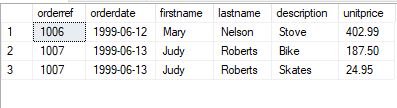 orderref orderdate firstname lastname description unitprice
1 1006 1999-06-12 Mary Nelson Stove 402.99
2 1007 1999-06-13 Judy Roberts Bike 187.50
3 1007 1999-06-13 Judy Roberts Skates 24.95